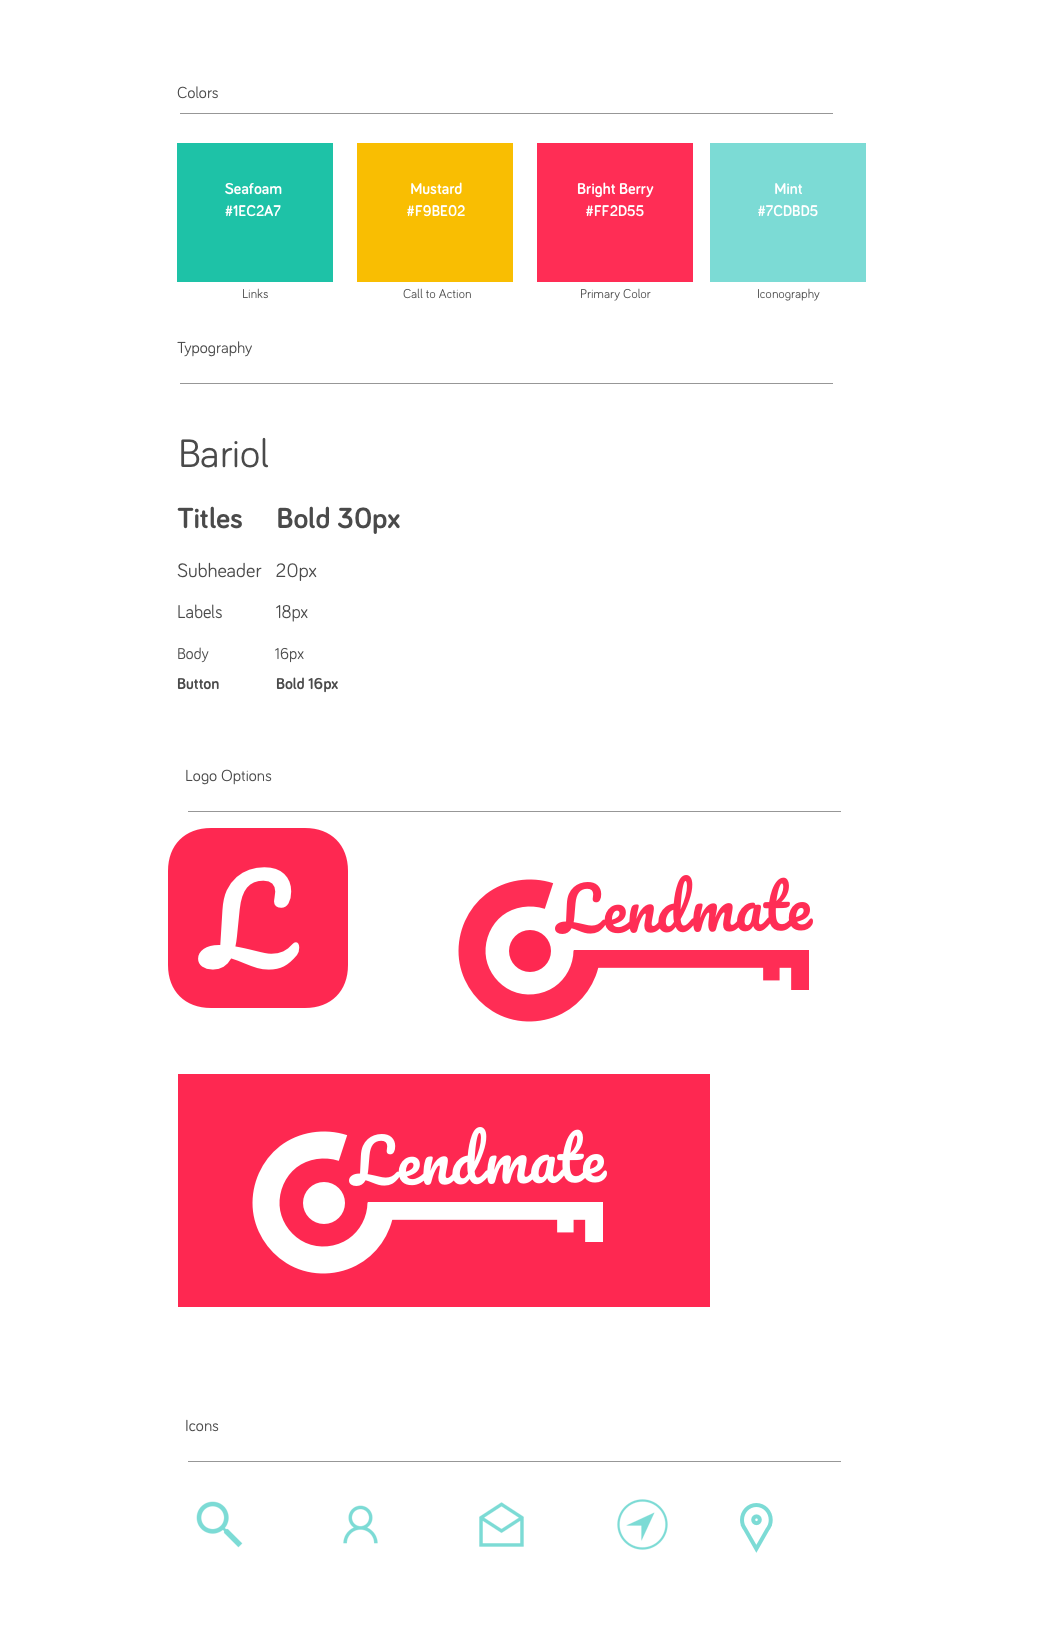 Colors
Seafoam
#1EC2A7
Mustard
#F9BE02
Bright Berry
#FF2D55
Mint
#7CDBD5
Links
Call to Action
Primary Color
Iconography
Typography
Bariol
Titles Bold 30px
Subheader 20px
Labels 18px
Body 16px
Button Bold 16px
Logo Options
L
Lendmate
Lendmate
Icons